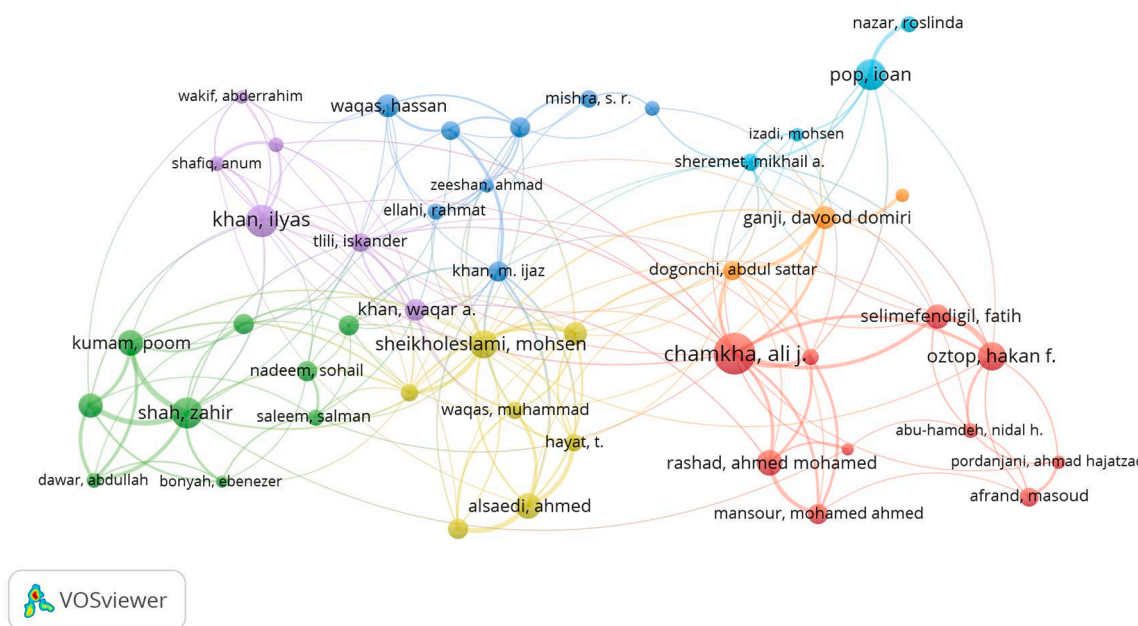 nazar, roslinda
pop, ioan
wakif, abderrahim
waqas, hassan
mishra, s. r.
izadi, mohsen
shafiq, anum
sheremet, mikhail a.
zeeshan, ahmad
ellahi, rahmat
khan, ilyas
ganji, davood domiri
tlili, iskander
khan, m. ijaz
dogonchi, abdul sattar
khan, waqar a.
selimefendigil, fatih
kumam, poom
sheikholeslami, mohsen
chamkha, ali j.
oztop, hakan f.
nadeem, sohail
shah, zahir
saleem, salman
waqas, muhammad
abu-hamdeh, nidal h.
hayat, t.
rashad, ahmed mohamed
pordanjani, ahmad hajatzad
dawar, abdullah
bonyah, ebenezer
afrand, masoud
alsaedi, ahmed
mansour, mohamed ahmed
VOSviewer